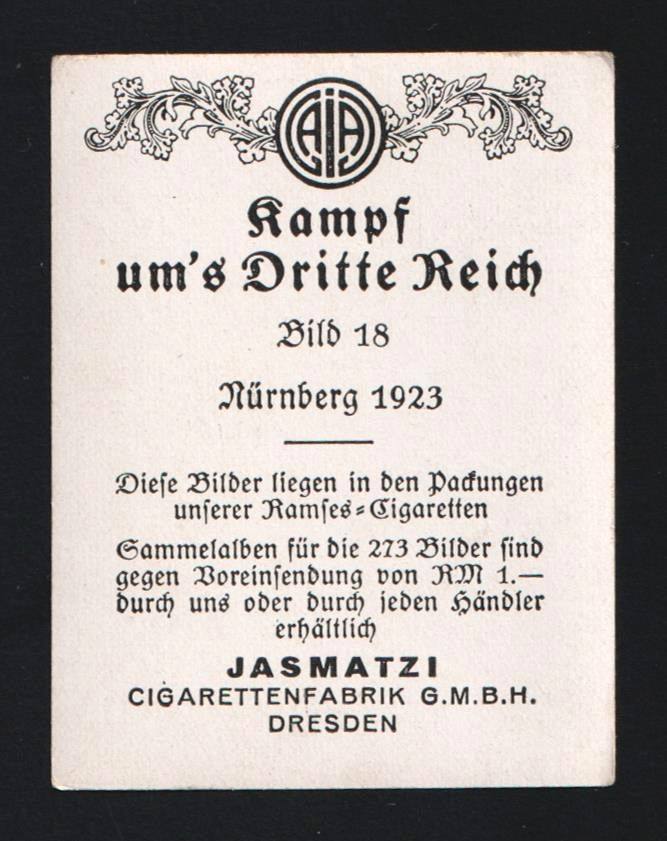 Kampf
um's Dritte Reich
Bild 18
Nürnberg 1923
Diese Bilder liegen in den Packungen
unserer Ramses=Cigaretten
Sammelalben für die 273 Bilder sind
gegen Voreinsendung von RM 1.—
durch uns oder durch jeden Händler
erhältlich
JASMATZI
CIGARETTENFABRIK G.M.B.H.
DRESDEN